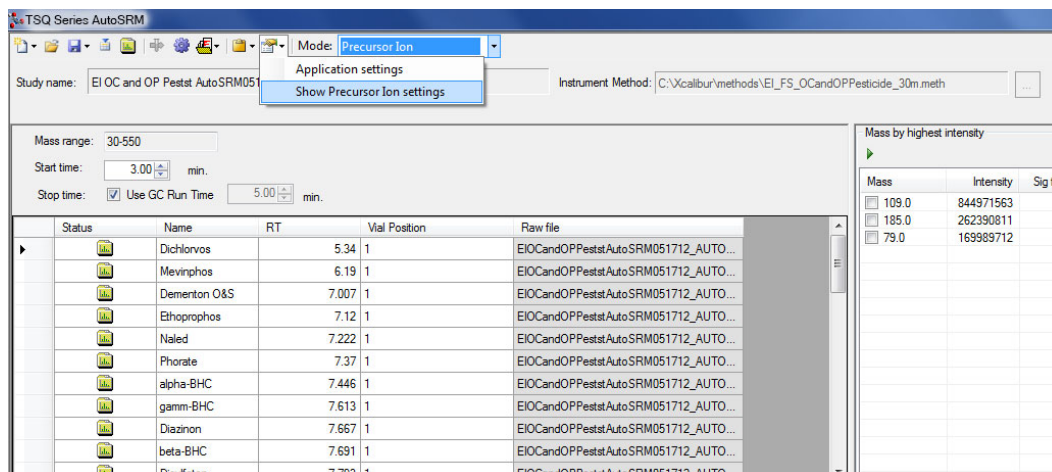 TSQ Series AutoSRM
Mode: Precursor Ion
Application settings
Show Precursor Ion settings
Study name: EI OC and OP Pestst AutoSRM051
Instrument Method: C:\Xcalibur\methods\EI_FS_OCandOPPesticide_30m.meth ...
Mass range: 30-550
Start time: 3.00 min.
Stop time: Use GC Run Time 5.00 min.
Mass by highest intensity
Mass Intensity Sig
109.0 844971563
185.0 262390811
79.0 169989712
Status Name RT Vial Position Raw file
Dichlorvos 5.34 1 EIOCandOPPeststAutoSRM051712_AUTO...
Mevinphos 6.19 1 EIOCandOPPeststAutoSRM051712_AUTO...
Dementon O&S 7.007 1 EIOCandOPPeststAutoSRM051712_AUTO...
Ethoprophos 7.12 1 EIOCandOPPeststAutoSRM051712_AUTO...
Naled 7.222 1 EIOCandOPPeststAutoSRM051712_AUTO...
Phorate 7.37 1 EIOCandOPPeststAutoSRM051712_AUTO...
alpha-BHC 7.446 1 EIOCandOPPeststAutoSRM051712_AUTO...
gamm-BHC 7.613 1 EIOCandOPPeststAutoSRM051712_AUTO...
Diazinon 7.667 1 EIOCandOPPeststAutoSRM051712_AUTO...
beta-BHC 7.691 1 EIOCandOPPeststAutoSRM051712_AUTO...